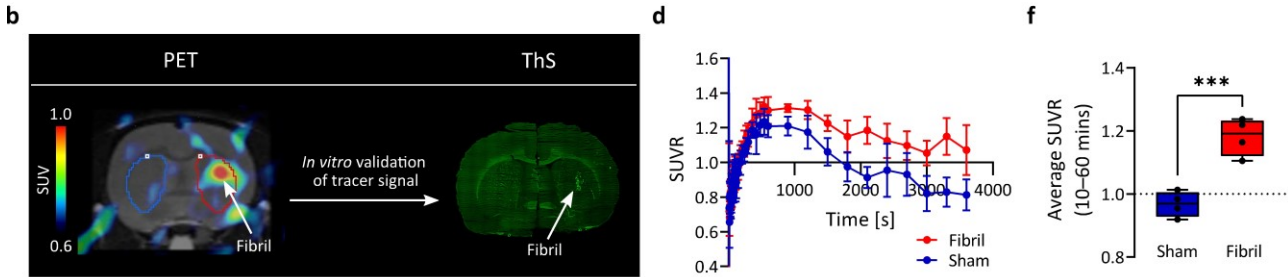 b
PET
ThS
1.0
SUV
0.6
In vitro validation
of tracer signal
Fibril
Fibril
d
1.6
1.4
1.2
1.0
0.8
0.6
0.4
SUVR
1000
2000
3000
4000
Time [s]
Fibril
Sham
f
1.4
1.2
1.0
0.8
Average SUVR
(10–60 mins)
***
Sham
Fibril